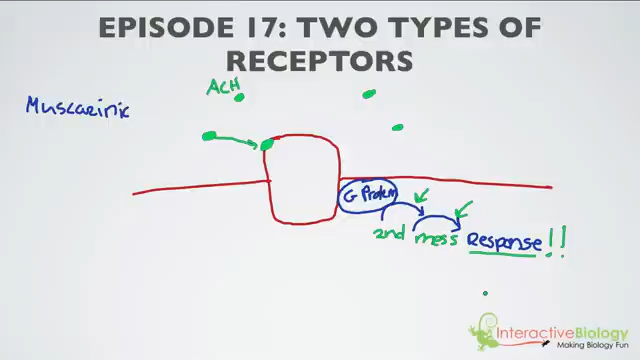 EPISODE 17: TWO TYPES OF
RECEPTORS
ACH
Muscarinic
G Protein
2nd mess Response!!
InteractiveBiology
Making Biology Fun